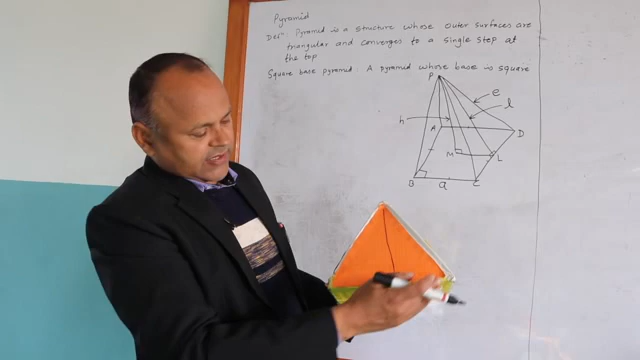 Pyramid
Defⁿ: Pyramid is a structure whose outer surfaces are
triangular and converges to a single step at
the top
Square base pyramid: A pyramid whose base is square
P
e
l
h
A
D
M
L
B
a
C